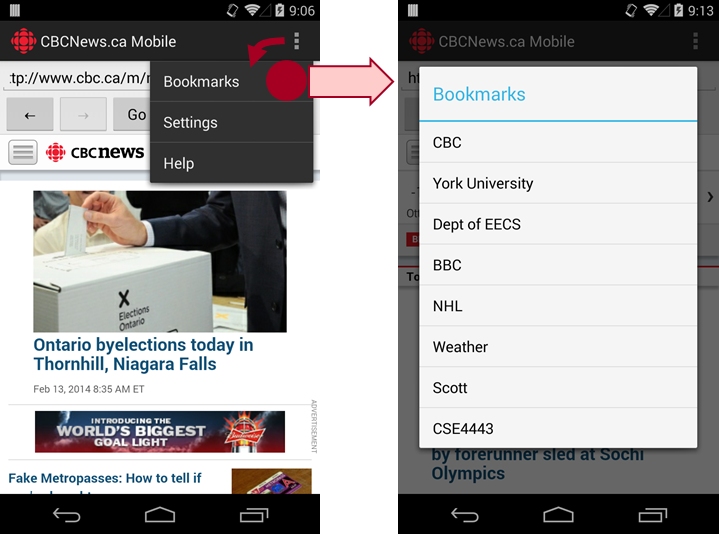 9:06
CBCNews.ca Mobile
:tp://www.cbc.ca/m/
Bookmarks
Settings
Help
Go
CBCnews
Elections
Ontario
Ontario byelections today in
Thornhill, Niagara Falls
Feb 13, 2014 8:35 AM ET
ADVERTISEMENT
INTRODUCING THE
WORLD'S BIGGEST
GOAL LIGHT
Fake Metropasses: How to tell if
9:13
CBCNews.ca Mobile
Bookmarks
CBC
York University
Dept of EECS
BBC
NHL
Weather
Scott
CSE4443
by forerunner sled at Sochi
Olympics